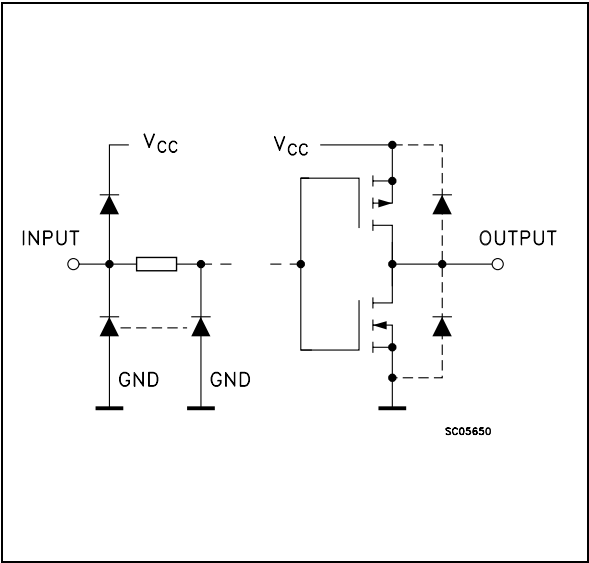 VCC
VCC
INPUT
OUTPUT
GND
GND
SC05650